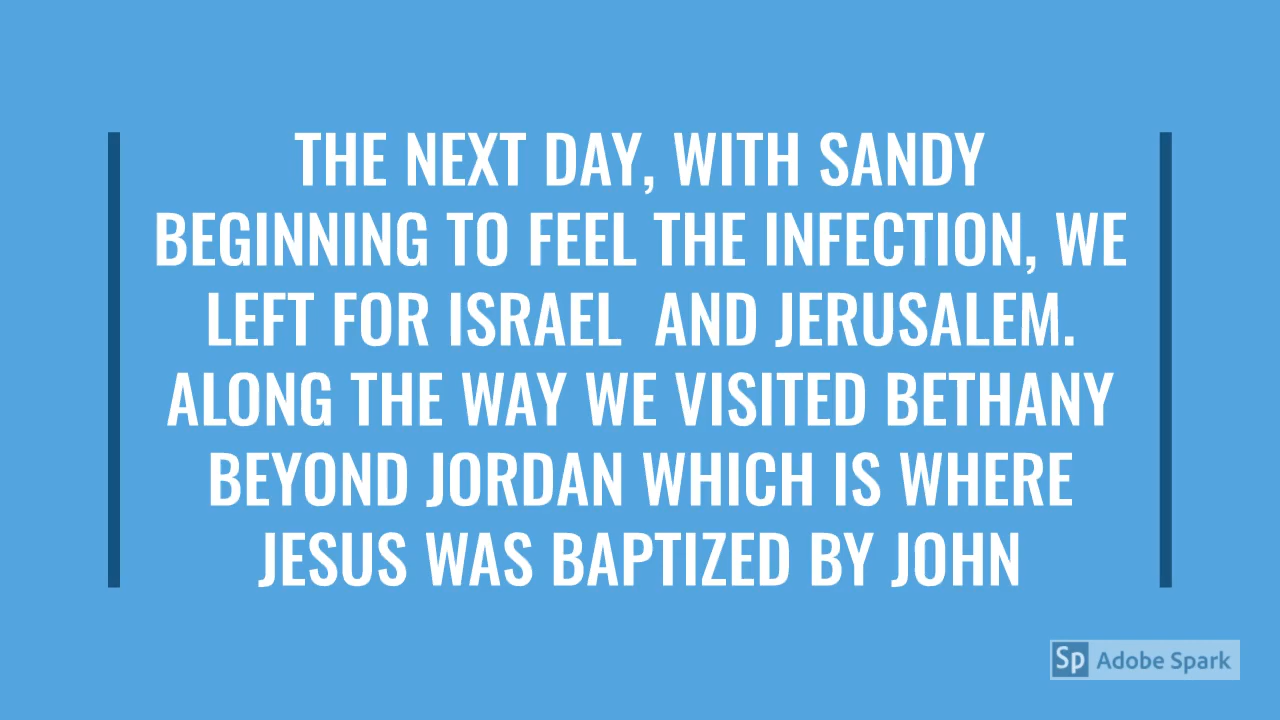 THE NEXT DAY, WITH SANDY
BEGINNING TO FEEL THE INFECTION, WE
LEFT FOR ISRAEL  AND JERUSALEM.
ALONG THE WAY WE VISITED BETHANY
BEYOND JORDAN WHICH IS WHERE
JESUS WAS BAPTIZED BY JOHN
Sp Adobe Spark